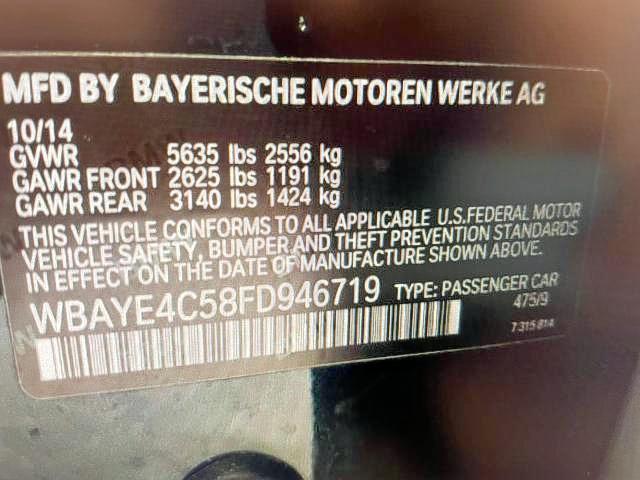 MFD BY BAYERISCHE MOTOREN WERKE AG
10/14
GVWR 5635 lbs 2556 kg
GAWR FRONT 2625 lbs 1191 kg
GAWR REAR 3140 lbs 1424 kg
THIS VEHICLE CONFORMS TO ALL APPLICABLE U.S.FEDERAL MOTOR
VEHICLE SAFETY, BUMPER AND THEFT PREVENTION STANDARDS
IN EFFECT ON THE DATE OF MANUFACTURE SHOWN ABOVE.
WBAYE4C58FD946719 TYPE: PASSENGER CAR
475/9
7 315 814